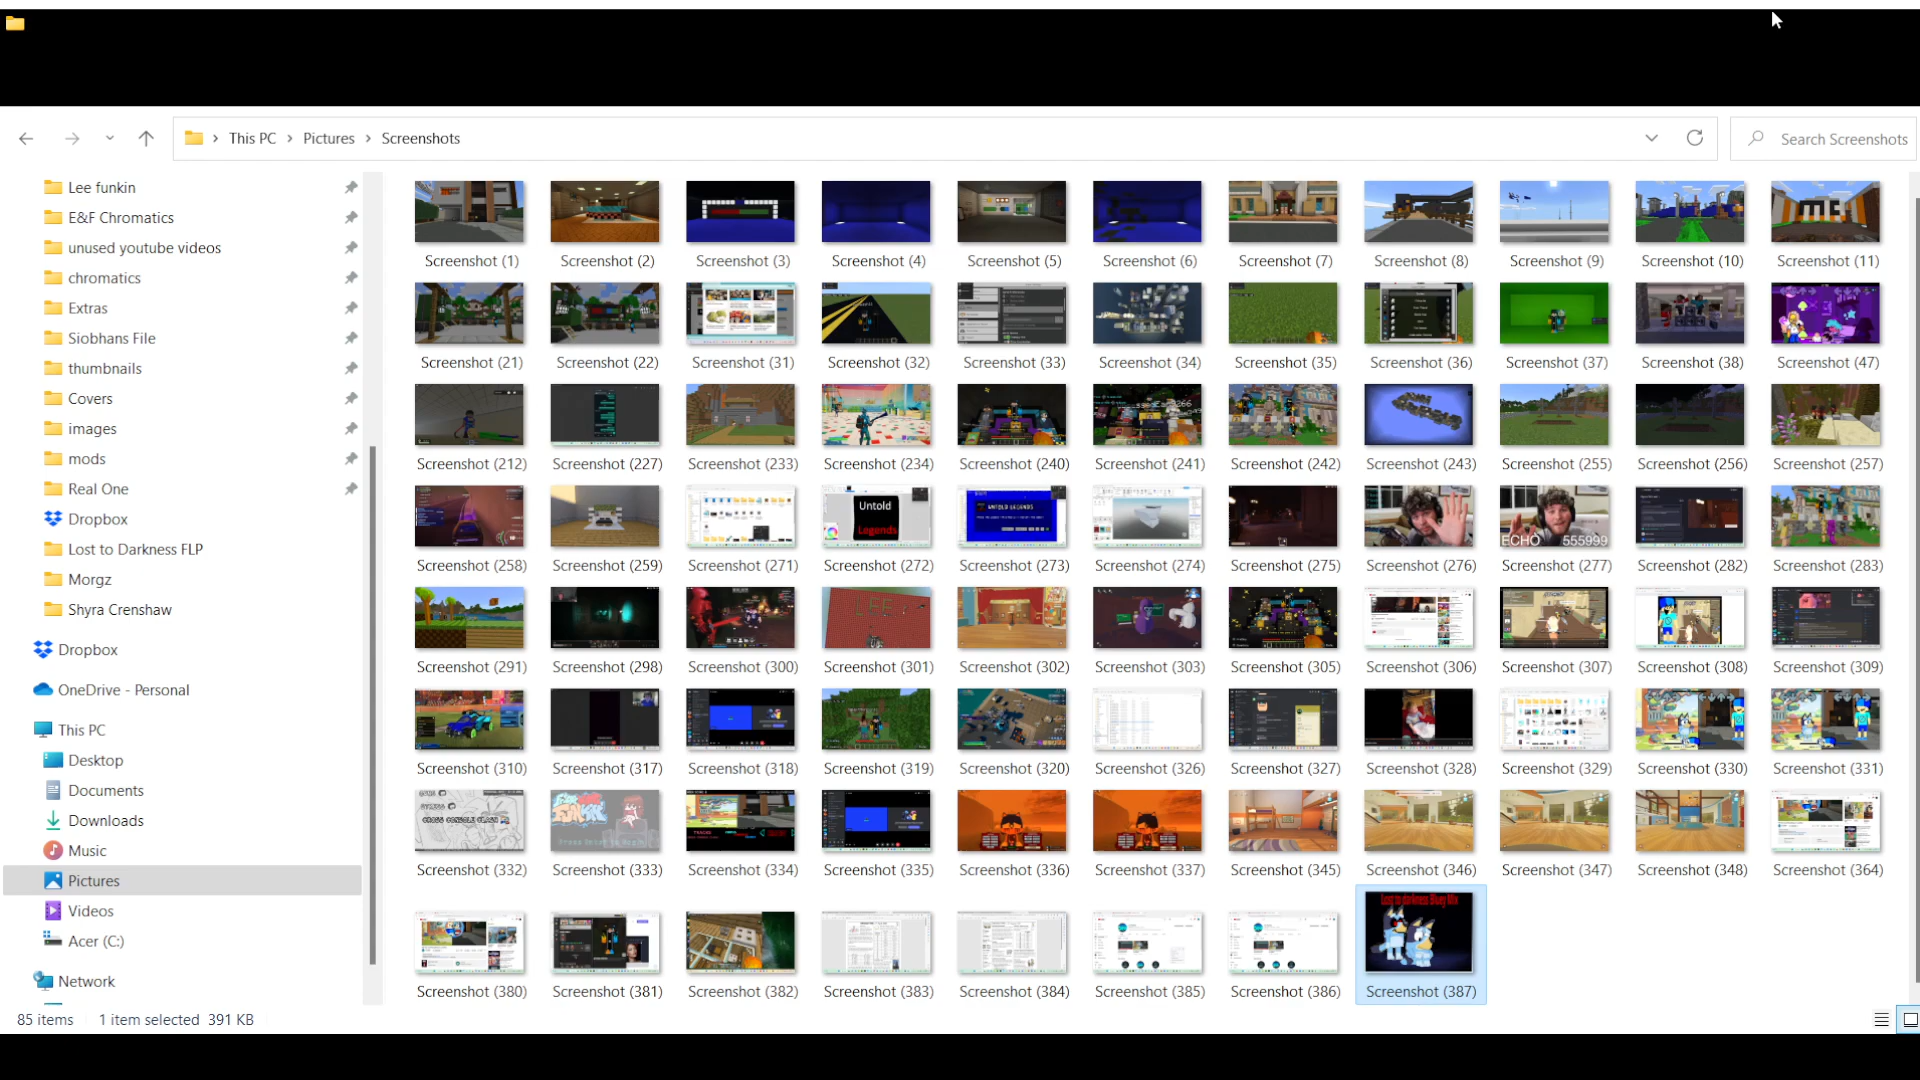 This PC > Pictures > Screenshots
Search Screenshots
Lee funkin
E&F Chromatics
unused youtube videos
chromatics
Extras
Siobhans File
thumbnails
Covers
images
mods
Real One
Dropbox
Lost to Darkness FLP
Morgz
Shyra Crenshaw
Dropbox
OneDrive - Personal
This PC
Desktop
Documents
Downloads
Music
Pictures
Videos
Acer (C:)
Network
Screenshot (1) Screenshot (2) Screenshot (3) Screenshot (4) Screenshot (5) Screenshot (6) Screenshot (7) Screenshot (8) Screenshot (9) Screenshot (10) Screenshot (11)
Screenshot (21) Screenshot (22) Screenshot (31) Screenshot (32) Screenshot (33) Screenshot (34) Screenshot (35) Screenshot (36) Screenshot (37) Screenshot (38) Screenshot (47)
Screenshot (212) Screenshot (227) Screenshot (233) Screenshot (234) Screenshot (240) Screenshot (241) Screenshot (242) Screenshot (243) Screenshot (255) Screenshot (256) Screenshot (257)
Untold
Legends
UNTOLD LEGENDS
ECHO 555999
Screenshot (258) Screenshot (259) Screenshot (271) Screenshot (272) Screenshot (273) Screenshot (274) Screenshot (275) Screenshot (276) Screenshot (277) Screenshot (282) Screenshot (283)
Screenshot (291) Screenshot (298) Screenshot (300) Screenshot (301) Screenshot (302) Screenshot (303) Screenshot (305) Screenshot (306) Screenshot (307) Screenshot (308) Screenshot (309)
Screenshot (310) Screenshot (317) Screenshot (318) Screenshot (319) Screenshot (320) Screenshot (326) Screenshot (327) Screenshot (328) Screenshot (329) Screenshot (330) Screenshot (331)
CROSS CONSOLE CLASH
Screenshot (332) Screenshot (333) Screenshot (334) Screenshot (335) Screenshot (336) Screenshot (337) Screenshot (345) Screenshot (346) Screenshot (347) Screenshot (348) Screenshot (364)
Lost to darkness Bluey Mix
Screenshot (380) Screenshot (381) Screenshot (382) Screenshot (383) Screenshot (384) Screenshot (385) Screenshot (386) Screenshot (387)
85 items 1 item selected 391 KB